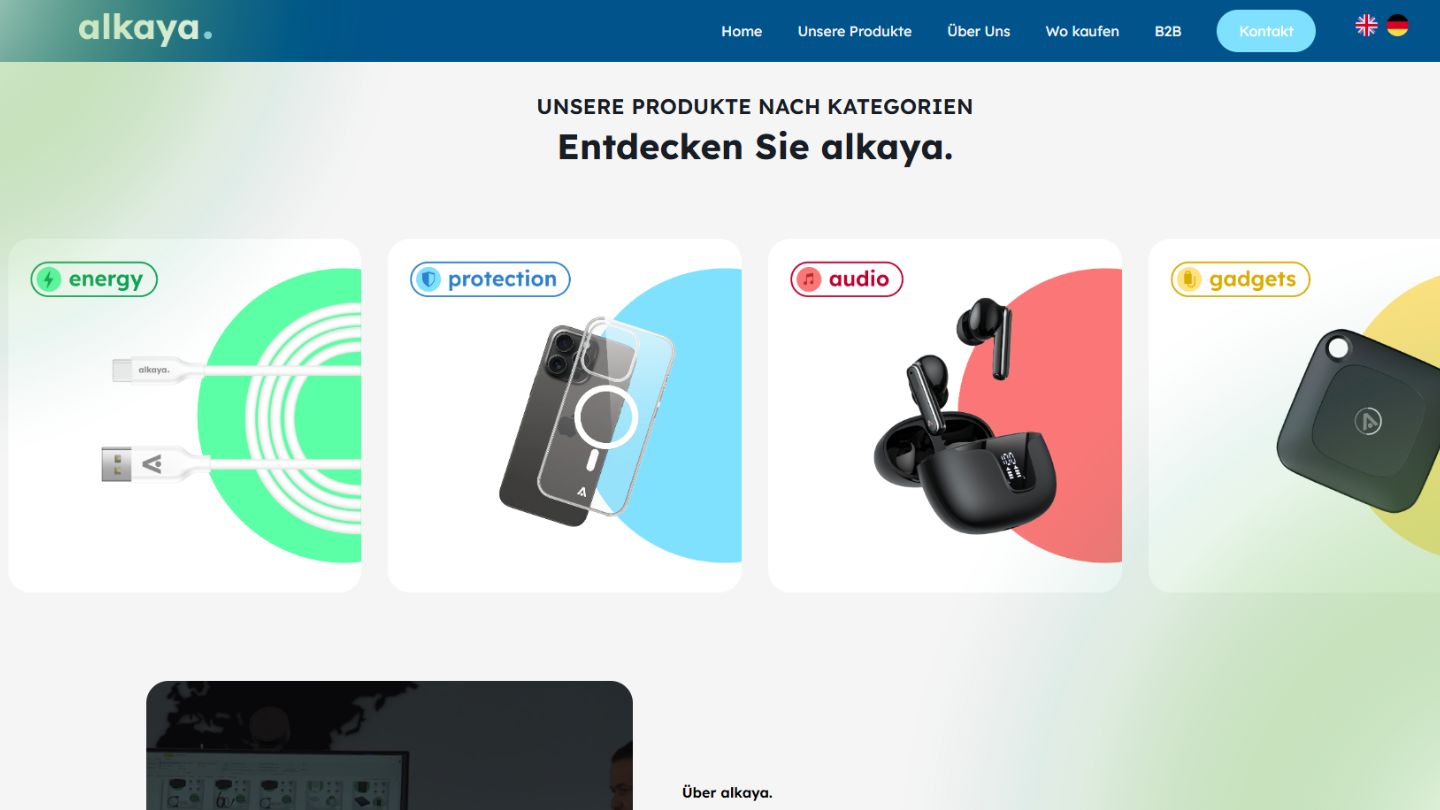 alkaya.
Home
Unsere Produkte
Über Uns
Wo kaufen
B2B
Kontakt
UNSERE PRODUKTE NACH KATEGORIEN
Entdecken Sie alkaya.
energy
protection
audio
gadgets
alkaya.
100
Über alkaya.